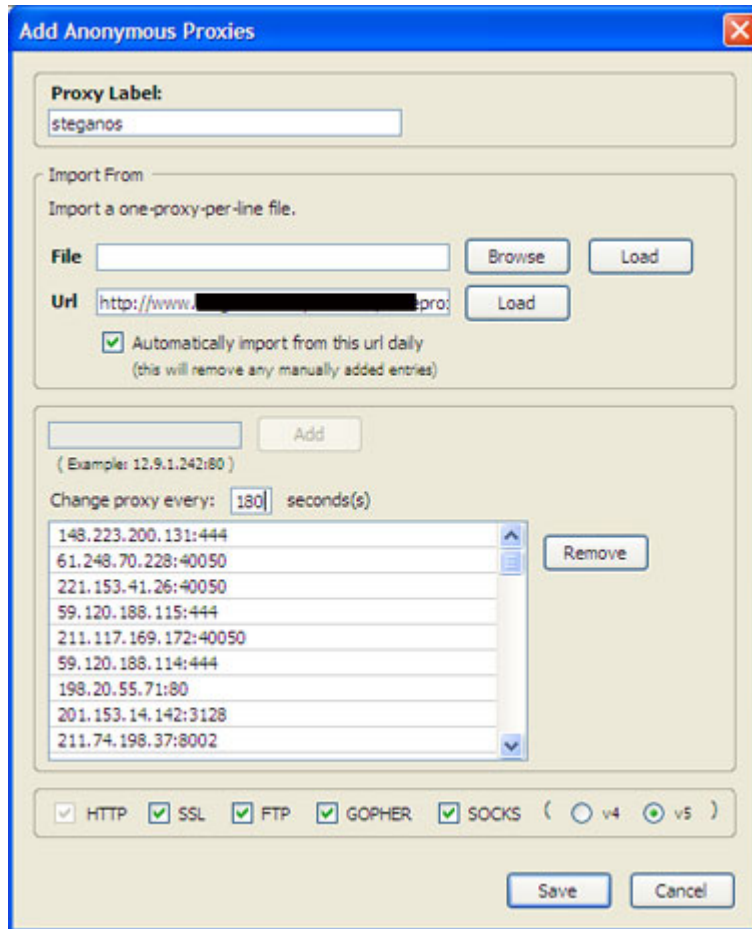 Add Anonymous Proxies
Proxy Label:
steganos
Import From
Import a one-proxy-per-line file.
File Browse Load
Url http://www. epro: Load
Automatically import from this url daily
(this will remove any manually added entries)
Add
( Example: 12.9.1.242:80 )
Change proxy every: 180 seconds(s)
148.223.200.131:444
61.248.70.228:40050
221.153.41.26:40050
59.120.188.115:444
211.117.169.172:40050
59.120.188.114:444
198.20.55.71:80
201.153.14.142:3128
211.74.198.37:8002
Remove
HTTP SSL FTP GOPHER SOCKS ( v4 v5 )
Save Cancel